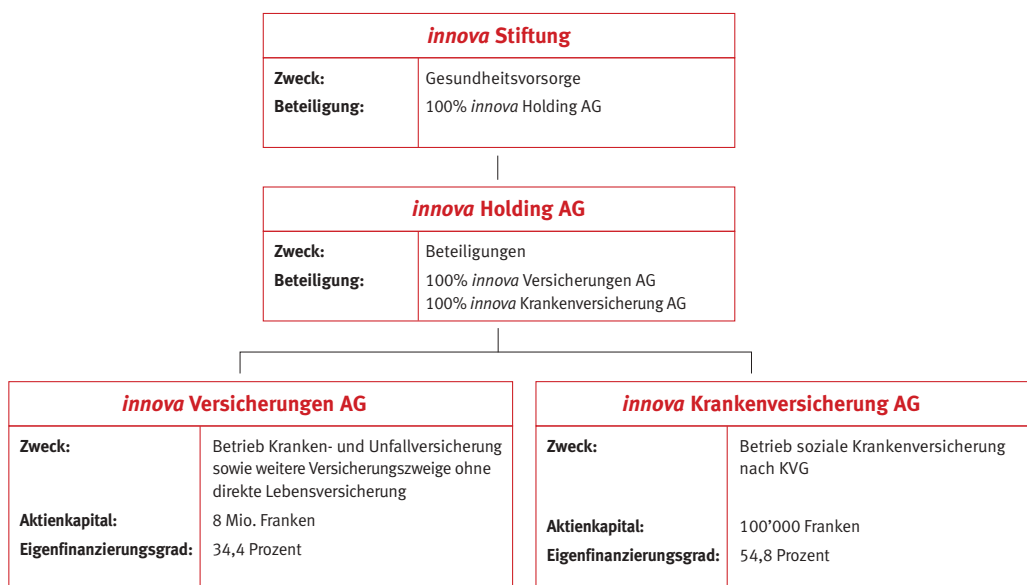 innova Stiftung
Zweck: Gesundheitsvorsorge
Beteiligung: 100% innova Holding AG
innova Holding AG
Zweck: Beteiligungen
Beteiligung: 100% innova Versicherungen AG
100% innova Krankenversicherung AG
innova Versicherungen AG
Zweck: Betrieb Kranken- und Unfallversicherung
sowie weitere Versicherungszweige ohne
direkte Lebensversicherung
Aktienkapital: 8 Mio. Franken
Eigenfinanzierungsgrad: 34,4 Prozent
innova Krankenversicherung AG
Zweck: Betrieb soziale Krankenversicherung
nach KVG
Aktienkapital: 100’000 Franken
Eigenfinanzierungsgrad: 54,8 Prozent